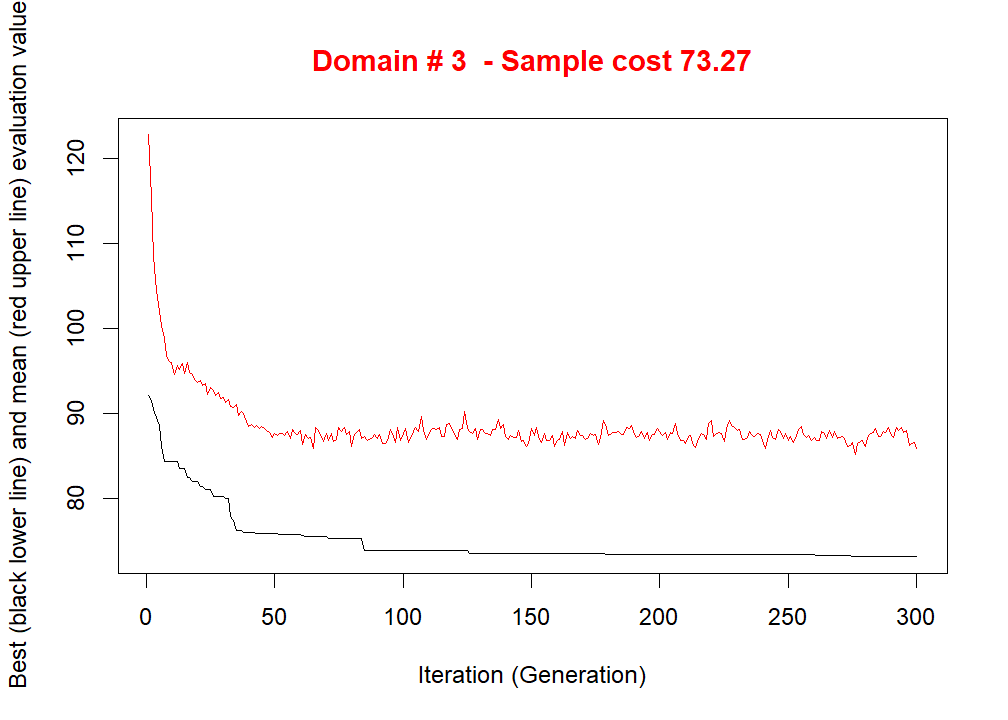 Domain # 3  - Sample cost 73.27
Best (black lower line) and mean (red upper line) evaluation value
120
110
100
90
80
0 50 100 150 200 250 300
Iteration (Generation)